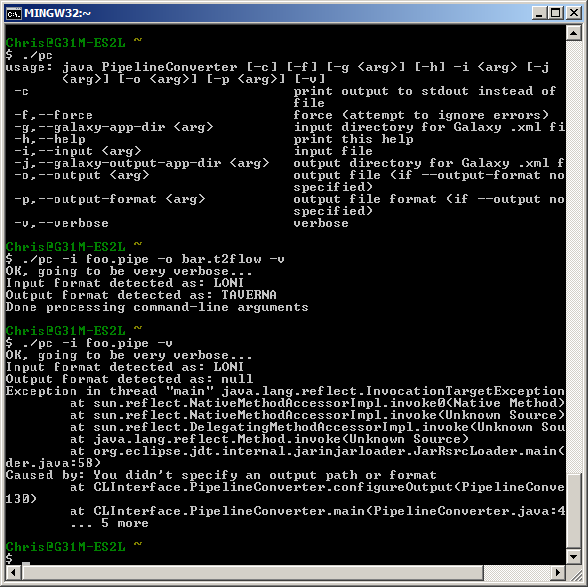 MINGW32:~
Chris@G31M-ES2L ~
$ ./pc
usage: java PipelineConverter [-c] [-f] [-g <arg>] [-h] -i <arg> [-j
<arg>] [-o <arg>] [-p <arg>] [-v]
-c print output to stdout instead of
file
-f,--force force (attempt to ignore errors)
-g,--galaxy-app-dir <arg> input directory for Galaxy .xml fi
-h,--help print this help
-i,--input <arg> input file
-j,--galaxy-output-app-dir <arg> output directory for Galaxy .xml f
-o,--output <arg> output file (if --output-format no
specified)
-p,--output-format <arg> output file format (if --output no
specified)
-v,--verbose verbose
Chris@G31M-ES2L ~
$ ./pc -i foo.pipe -o bar.t2flow -v
OK, going to be very verbose...
Input format detected as: LONI
Output format detected as: TAVERNA
Done processing command-line arguments
Chris@G31M-ES2L ~
$ ./pc -i foo.pipe -v
OK, going to be very verbose...
Input format detected as: LONI
Output format detected as: null
Exception in thread "main" java.lang.reflect.InvocationTargetException
at sun.reflect.NativeMethodAccessorImpl.invoke0(Native Method)
at sun.reflect.NativeMethodAccessorImpl.invoke(Unknown Source)
at sun.reflect.DelegatingMethodAccessorImpl.invoke(Unknown Sou
at java.lang.reflect.Method.invoke(Unknown Source)
at org.eclipse.jdt.internal.jarinjarloader.JarRsrcLoader.main(
der.java:58)
Caused by: You didn't specify an output path or format
at CLInterface.PipelineConverter.configureOutput(PipelineConve
130)
at CLInterface.PipelineConverter.main(PipelineConverter.java:4
... 5 more
Chris@G31M-ES2L ~
$